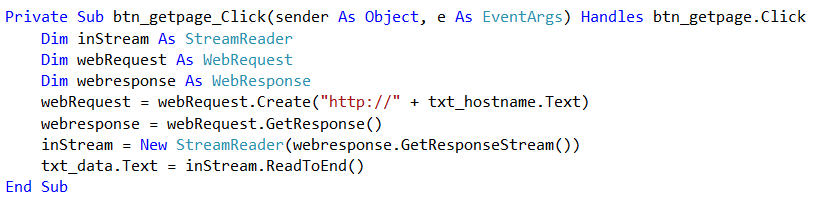 Private Sub btn_getpage_Click(sender As Object, e As EventArgs) Handles btn_getpage.Click
    Dim inStream As StreamReader
    Dim webRequest As WebRequest
    Dim webresponse As WebResponse
    webRequest = webRequest.Create("http://" + txt_hostname.Text)
    webresponse = webRequest.GetResponse()
    inStream = New StreamReader(webresponse.GetResponseStream())
    txt_data.Text = inStream.ReadToEnd()
End Sub